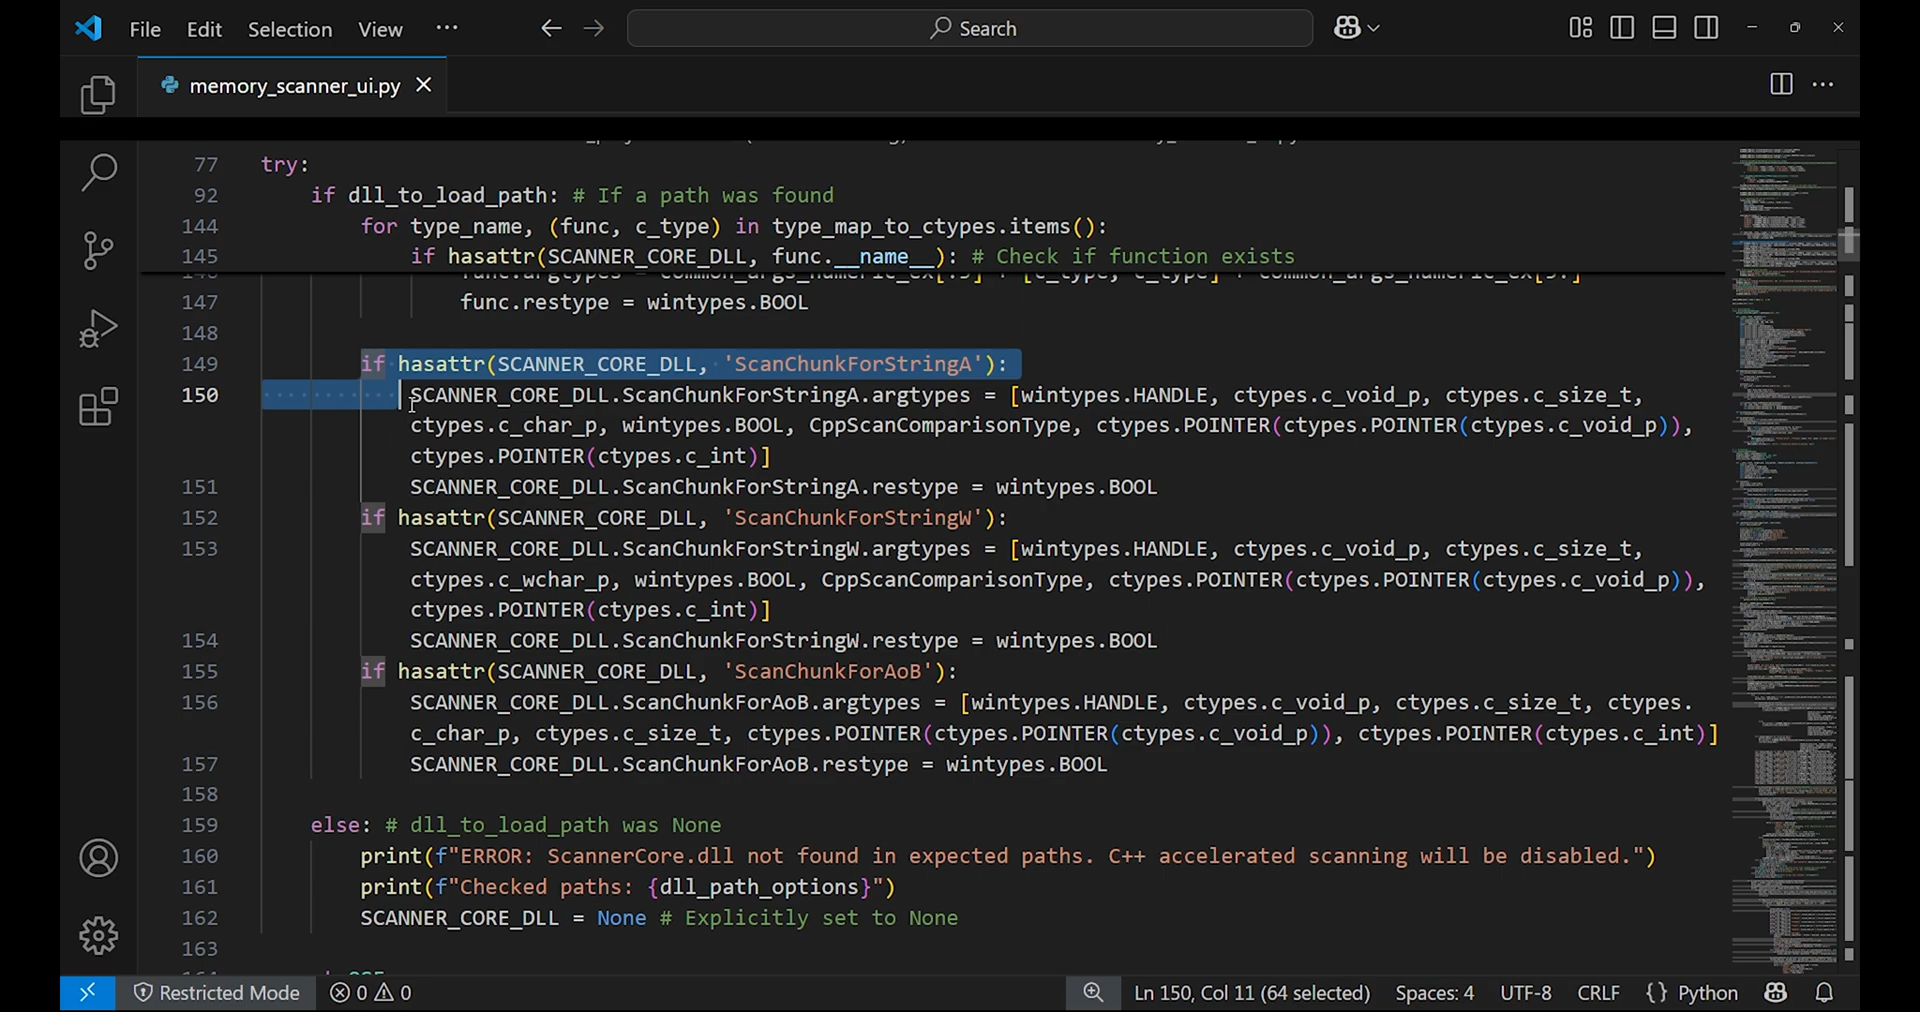 File Edit Selection View ··· Search
memory_scanner_ui.py
77 try:
92 if dll_to_load_path: # If a path was found
144 for type_name, (func, c_type) in type_map_to_ctypes.items():
145 if hasattr(SCANNER_CORE_DLL, func.__name__): # Check if function exists
147 func.restype = wintypes.BOOL
148
149 if hasattr(SCANNER_CORE_DLL, 'ScanChunkForStringA'):
150 SCANNER_CORE_DLL.ScanChunkForStringA.argtypes = [wintypes.HANDLE, ctypes.c_void_p, ctypes.c_size_t,
ctypes.c_char_p, wintypes.BOOL, CppScanComparisonType, ctypes.POINTER(ctypes.POINTER(ctypes.c_void_p)),
ctypes.POINTER(ctypes.c_int)]
151 SCANNER_CORE_DLL.ScanChunkForStringA.restype = wintypes.BOOL
152 if hasattr(SCANNER_CORE_DLL, 'ScanChunkForStringW'):
153 SCANNER_CORE_DLL.ScanChunkForStringW.argtypes = [wintypes.HANDLE, ctypes.c_void_p, ctypes.c_size_t,
ctypes.c_wchar_p, wintypes.BOOL, CppScanComparisonType, ctypes.POINTER(ctypes.POINTER(ctypes.c_void_p)),
ctypes.POINTER(ctypes.c_int)]
154 SCANNER_CORE_DLL.ScanChunkForStringW.restype = wintypes.BOOL
155 if hasattr(SCANNER_CORE_DLL, 'ScanChunkForAoB'):
156 SCANNER_CORE_DLL.ScanChunkForAoB.argtypes = [wintypes.HANDLE, ctypes.c_void_p, ctypes.c_size_t, ctypes.
c_char_p, ctypes.c_size_t, ctypes.POINTER(ctypes.POINTER(ctypes.c_void_p)), ctypes.POINTER(ctypes.c_int)]
157 SCANNER_CORE_DLL.ScanChunkForAoB.restype = wintypes.BOOL
158
159 else: # dll_to_load_path was None
160 print(f"ERROR: ScannerCore.dll not found in expected paths. C++ accelerated scanning will be disabled.")
161 print(f"Checked paths: {dll_path_options}")
162 SCANNER_CORE_DLL = None # Explicitly set to None
163
Restricted Mode 0 0 Ln 150, Col 11 (64 selected) Spaces: 4 UTF-8 CRLF {} Python